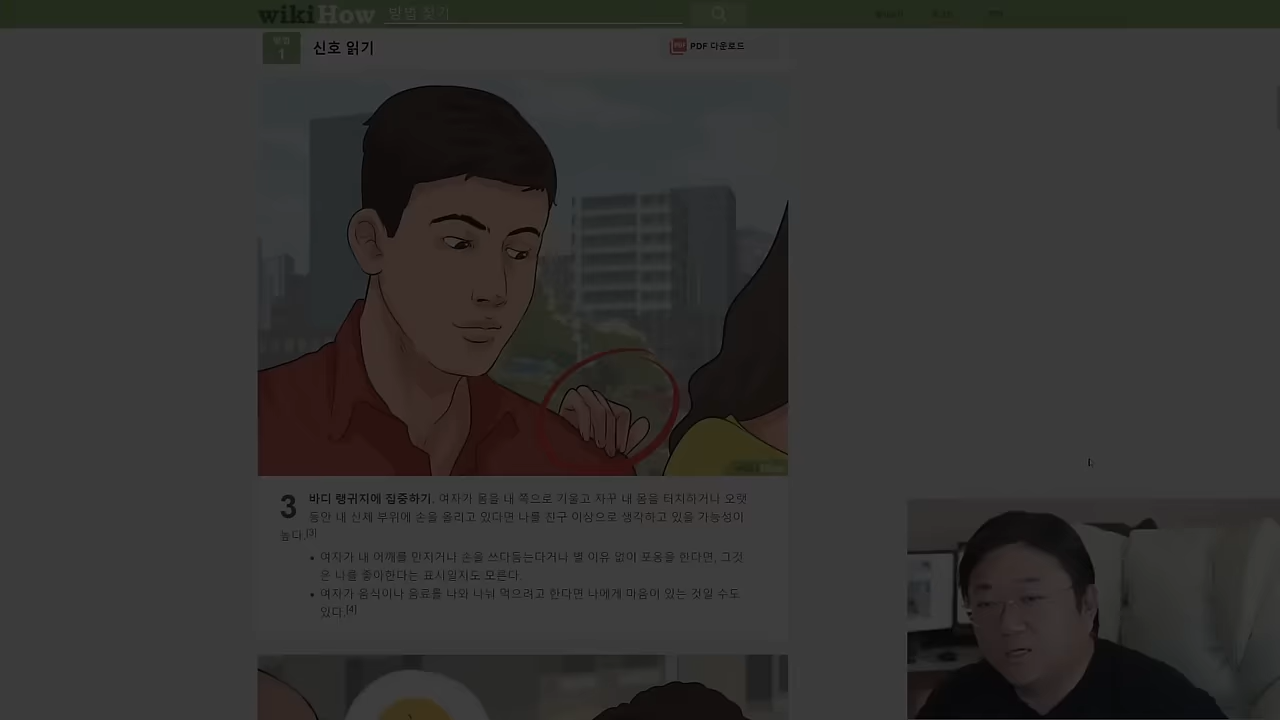 wikiHow 방법 찾기
방법
1
신호 읽기
PDF 다운로드
3 바디 랭귀지에 집중하기. 여자가 몸을 내 쪽으로 기울고 자꾸 내 몸을 터치하거나 오랫
동안 내 신체 부위에 손을 올리고 있다면 나를 친구 이상으로 생각하고 있을 가능성이
높다.[3]
• 여자가 내 어깨를 만지거나 손을 쓰다듬는다거나 별 이유 없이 포옹을 한다면, 그것
은 나를 좋아한다는 표시일지도 모른다.
• 여자가 음식이나 음료를 나와 나눠 먹으려고 한다면 나에게 마음이 있는 것일 수도
있다.[4]